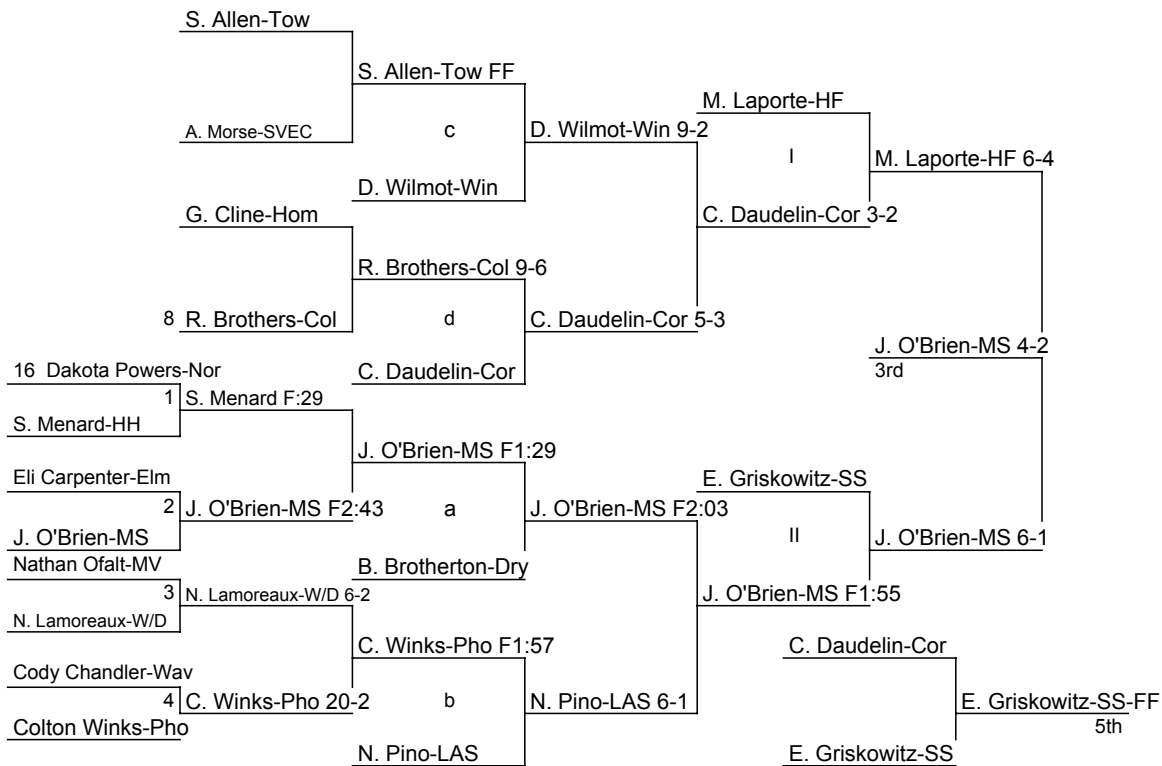 S. Allen-Tow
S. Allen-Tow FF
M. Laporte-HF
A. Morse-SVEC
c
D. Wilmot-Win 9-2
I
M. Laporte-HF 6-4
D. Wilmot-Win
G. Cline-Hom
C. Daudelin-Cor 3-2
R. Brothers-Col 9-6
8 R. Brothers-Col
d
C. Daudelin-Cor 5-3
J. O'Brien-MS 4-2
3rd
16 Dakota Powers-Nor
C. Daudelin-Cor
1
S. Menard F:29
S. Menard-HH
J. O'Brien-MS F1:29
Eli Carpenter-Elm
E. Griskowitz-SS
2
J. O'Brien-MS F2:43
a
J. O'Brien-MS F2:03
II
J. O'Brien-MS 6-1
J. O'Brien-MS
Nathan Ofalt-MV
B. Brotherton-Dry
3
N. Lamoreaux-W/D 6-2
J. O'Brien-MS F1:55
N. Lamoreaux-W/D
C. Winks-Pho F1:57
C. Daudelin-Cor
Cody Chandler-Wav
4
C. Winks-Pho 20-2
b
N. Pino-LAS 6-1
E. Griskowitz-SS-FF
5th
Colton Winks-Pho
N. Pino-LAS
E. Griskowitz-SS